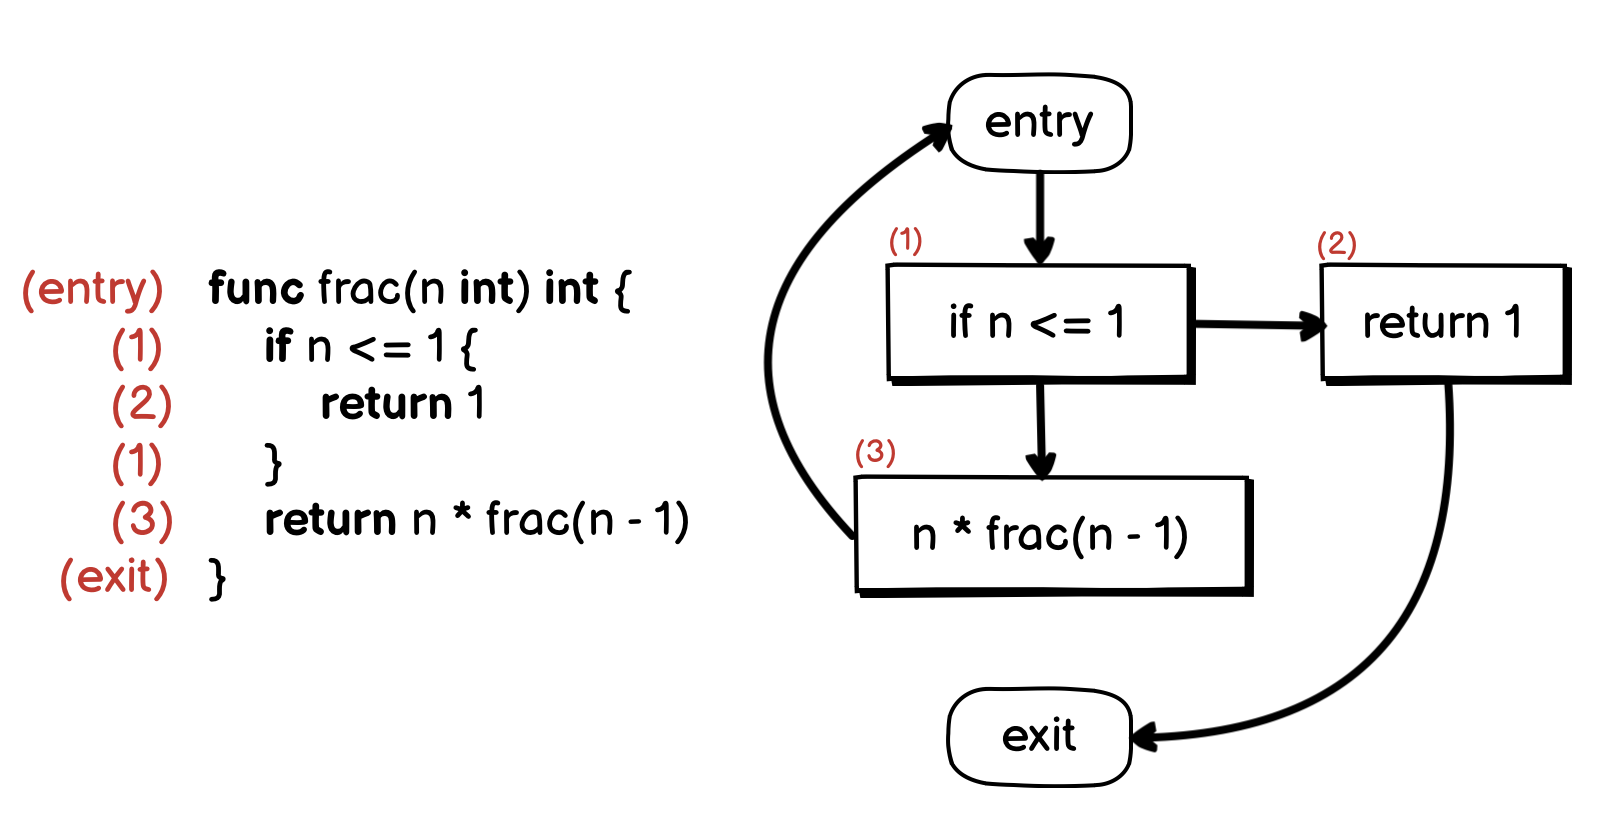 (entry) func frac(n int) int {
(1) if n <= 1 {
(2) return 1
(1) }
(3) return n * frac(n - 1)
(exit) }
entry
(1)
if n <= 1
(2)
return 1
(3)
n * frac(n - 1)
exit